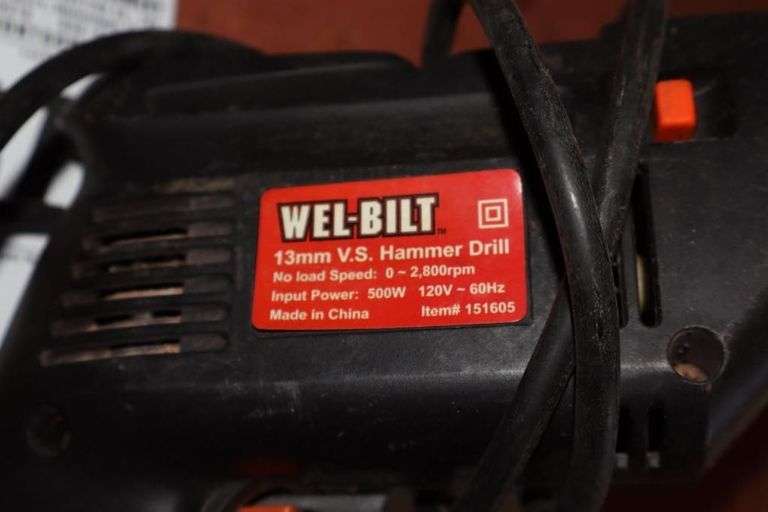 WEL-BILT™
13mm V.S. Hammer Drill
No load Speed: 0 ~ 2,800rpm
Input Power: 500W 120V ~ 60Hz
Made in China Item# 151605